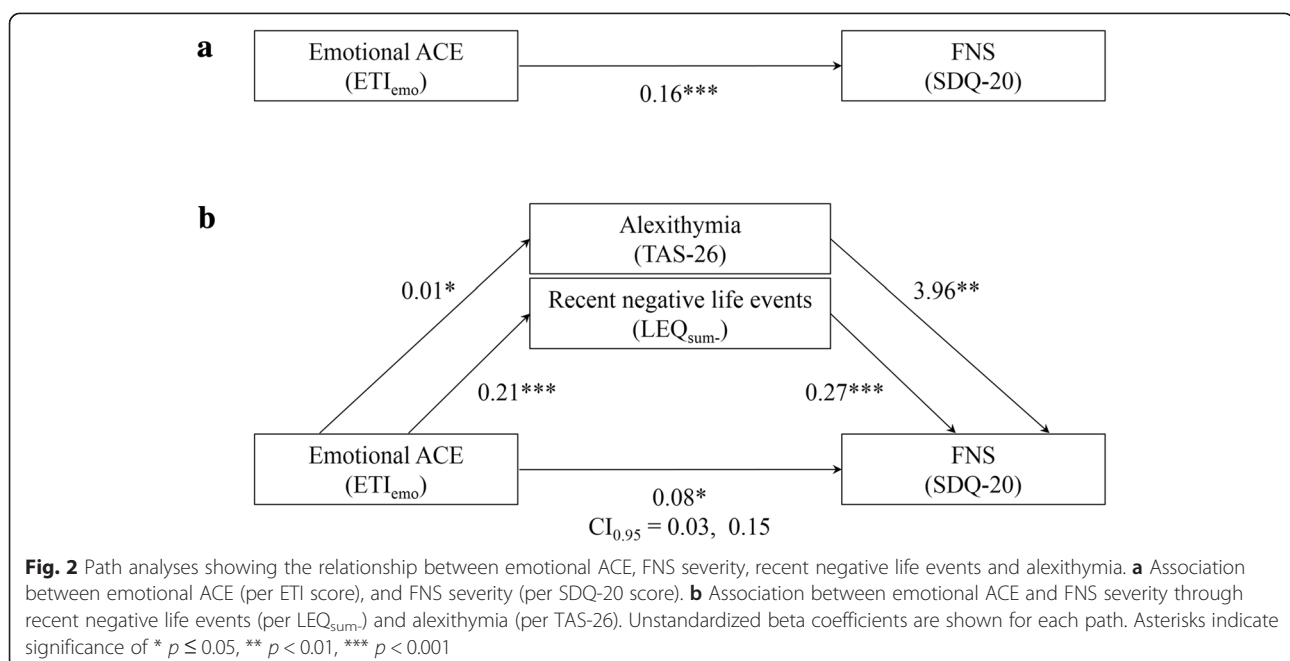 a
Emotional ACE
(ETI_emo)
0.16***
FNS
(SDQ-20)
b
Alexithymia
(TAS-26)
Recent negative life events
(LEQ_sum-)
0.01*
3.96**
0.21***
0.27***
Emotional ACE
(ETI_emo)
0.08*
CI_0.95 = 0.03, 0.15
FNS
(SDQ-20)
Fig. 2 Path analyses showing the relationship between emotional ACE, FNS severity, recent negative life events and alexithymia. a Association
between emotional ACE (per ETI score), and FNS severity (per SDQ-20 score). b Association between emotional ACE and FNS severity through
recent negative life events (per LEQ_sum-) and alexithymia (per TAS-26). Unstandardized beta coefficients are shown for each path. Asterisks indicate
significance of * p ≤ 0.05, ** p < 0.01, *** p < 0.001